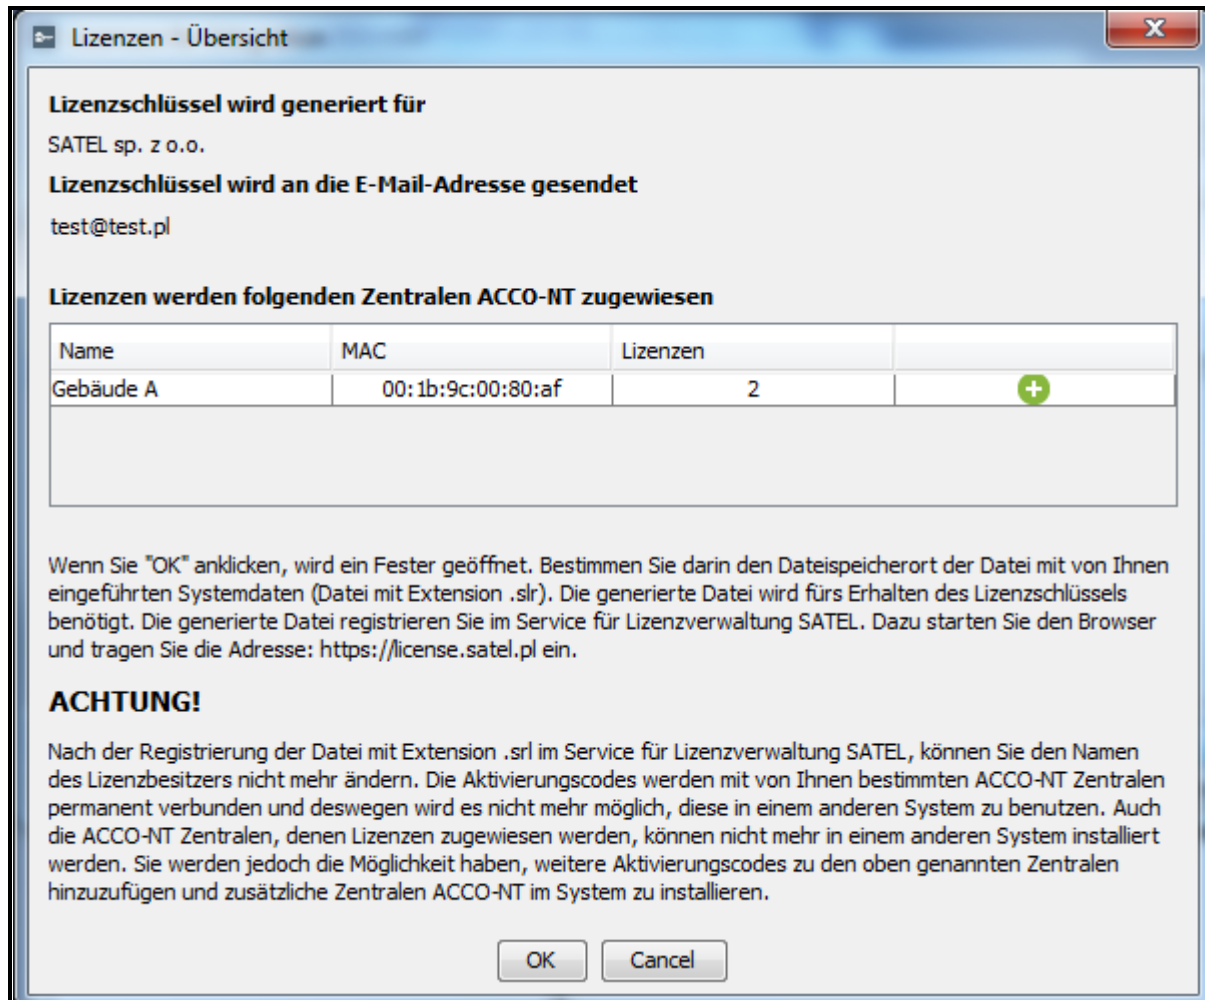 Lizenzen - Übersicht
Lizenzschlüssel wird generiert für
SATEL sp. z o.o.
Lizenzschlüssel wird an die E-Mail-Adresse gesendet
test@test.pl
Lizenzen werden folgenden Zentralen ACCO-NT zugewiesen
Name MAC Lizenzen
Gebäude A 00:1b:9c:00:80:af 2
Wenn Sie "OK" anklicken, wird ein Fester geöffnet. Bestimmen Sie darin den Dateispeicherort der Datei mit von Ihnen
eingeführten Systemdaten (Datei mit Extension .slr). Die generierte Datei wird fürs Erhalten des Lizenzschlüssels
benötigt. Die generierte Datei registrieren Sie im Service für Lizenzverwaltung SATEL. Dazu starten Sie den Browser
und tragen Sie die Adresse: https://license.satel.pl ein.
ACHTUNG!
Nach der Registrierung der Datei mit Extension .srl im Service für Lizenzverwaltung SATEL, können Sie den Namen
des Lizenzbesitzers nicht mehr ändern. Die Aktivierungscodes werden mit von Ihnen bestimmten ACCO-NT Zentralen
permanent verbunden und deswegen wird es nicht mehr möglich, diese in einem anderen System zu benutzen. Auch
die ACCO-NT Zentralen, denen Lizenzen zugewiesen werden, können nicht mehr in einem anderen System installiert
werden. Sie werden jedoch die Möglichkeit haben, weitere Aktivierungscodes zu den oben genannten Zentralen
hinzuzufügen und zusätzliche Zentralen ACCO-NT im System zu installieren.
OK Cancel